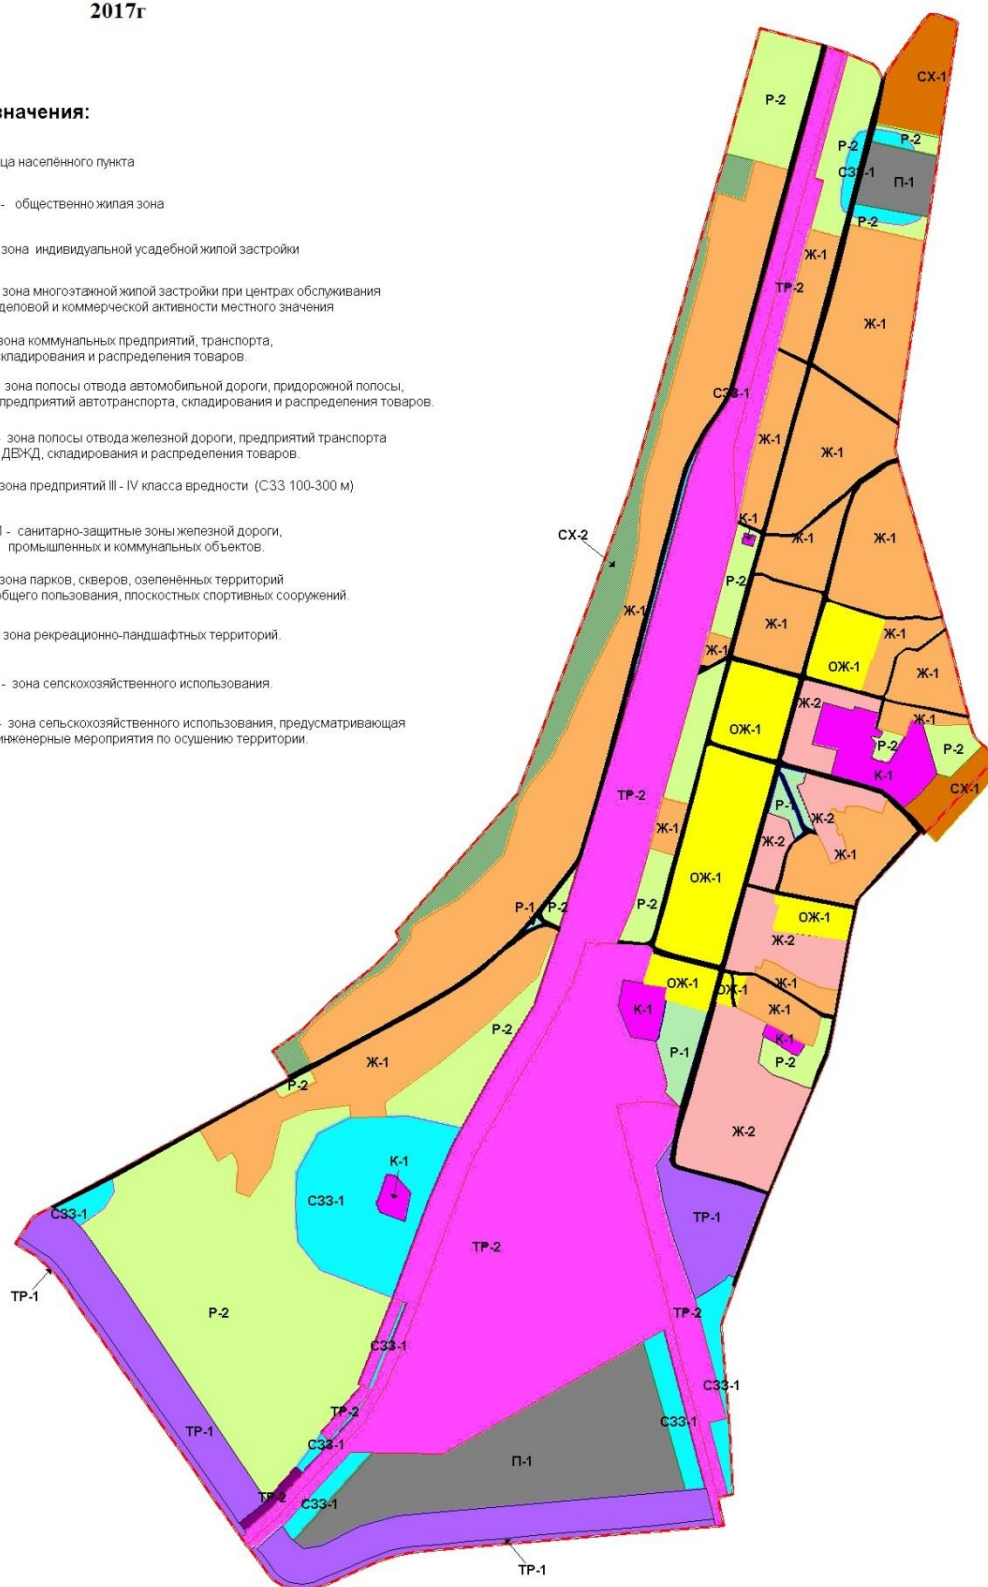 2017г
значения:
ца населённого пункта
- общественно жилая зона
зона индивидуальной усадебной жилой застройки
зона многоэтажной жилой застройки при центрах обслуживания
деловой и коммерческой активности местного значения
зона коммунальных предприятий, транспорта,
складирования и распределения товаров.
зона полосы отвода автомобильной дороги, придорожной полосы,
предприятий автотранспорта, складирования и распределения товаров.
- зона полосы отвода железной дороги, предприятий транспорта
ДВЖД, складирования и распределения товаров.
зона предприятий III - IV класса вредности (СЗЗ 100-300 м)
- санитарно-защитные зоны железной дороги,
промышленных и коммунальных объектов.
зона парков, скверов, озеленённых территорий
общего пользования, плоскостных спортивных сооружений.
зона рекреационно-ландшафтных территорий.
- зона селскохозяйственного использования.
- зона сельскохозяйственного использования, предусматривающая
инженерные мероприятия по осушению территории.
СХ-1
Р-2
Р-2
Р-2
СЗЗ-1
П-1
Р-2
Ж-1
ТР-2
Ж-1
СЗЗ-1
Ж-1
Ж-1
К-1
СХ-2
Ж-1
Ж-1
Р-2
Ж-1
Ж-1
Ж-1
Ж-1
ОЖ-1
Ж-1
Ж-1
Ж-2
Ж-1
ОЖ-1
Р-2
Р-2
К-1
СХ-1
ТР-2
Р-1
Ж-2
Ж-1
Ж-2
Ж-1
ОЖ-1
Р-1
Р-2
Р-2
ОЖ-1
Ж-2
ОЖ-1
ОЖ-1
Ж-1
К-1
Ж-1
Р-2
К-1
Ж-1
Р-1
Р-2
Р-2
Ж-2
К-1
СЗЗ-1
СЗЗ-1
ТР-1
ТР-2
ТР-1
Р-2
ТР-2
СЗЗ-1
СЗЗ-1
ТР-2
СЗЗ-1
ТР-1
СЗЗ-1
П-1
ТР-2
СЗЗ-1
ТР-1